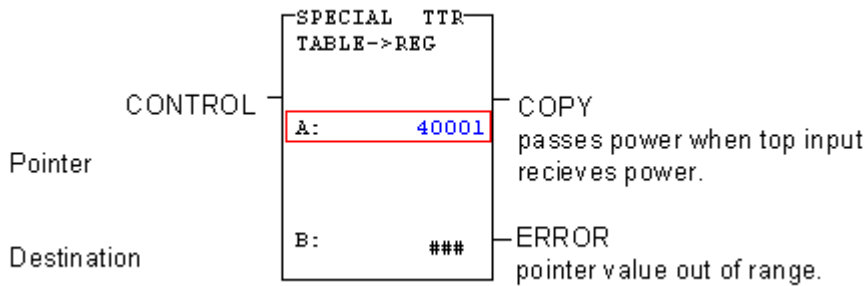 SPECIAL TTR
TABLE->REG
CONTROL
COPY
A: 40001
passes power when top input
Pointer
recieves power.
B: ###
ERROR
Destination
pointer value out of range.